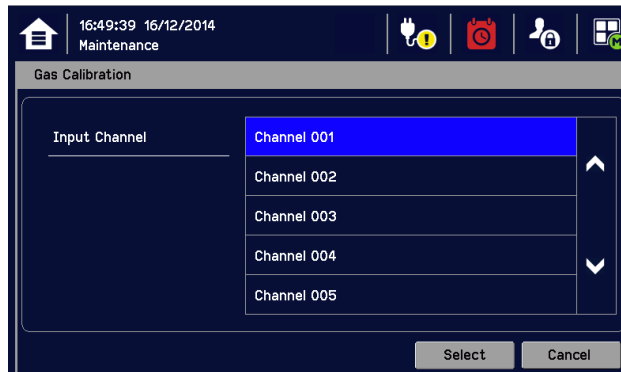 16:49:39 16/12/2014
Maintenance
Gas Calibration
Input Channel
Channel 001
Channel 002
Channel 003
Channel 004
Channel 005
Select
Cancel